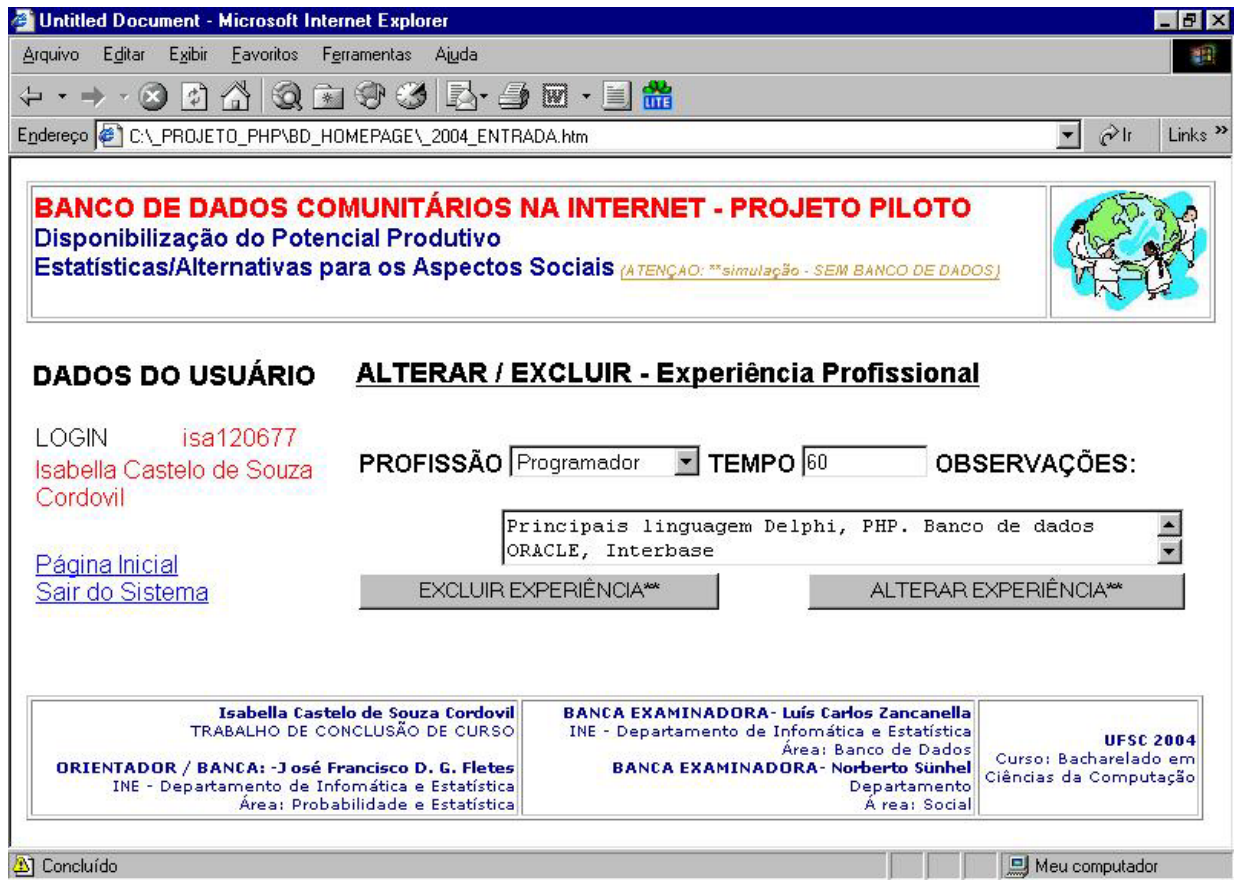 Untitled Document - Microsoft Internet Explorer
Arquivo Editar Exibir Favoritos Ferramentas Ajuda
LITE
Endereço C:\_PROJETO_PHP\BD_HOMEPAGE\_2004_ENTRADA.htm Ir Links »
BANCO DE DADOS COMUNITÁRIOS NA INTERNET - PROJETO PILOTO
Disponibilização do Potencial Produtivo
Estatísticas/Alternativas para os Aspectos Sociais (ATENÇAO: **simulação - SEM BANCO DE DADOS)
DADOS DO USUÁRIO
LOGIN isa120677
Isabella Castelo de Souza
Cordovil
Página Inicial
Sair do Sistema
ALTERAR / EXCLUIR - Experiência Profissional
PROFISSÃO Programador TEMPO 60 OBSERVAÇÕES:
Principais linguagem Delphi, PHP. Banco de dados
ORACLE, Interbase
EXCLUIR EXPERIÊNCIA** ALTERAR EXPERIÊNCIA**
Isabella Castelo de Souza Cordovil
TRABALHO DE CONCLUSÃO DE CURSO
ORIENTADOR / BANCA: -J osé Francisco D. G. Fletes
INE - Departamento de Infomática e Estatística
Área: Probabilidade e Estatística
BANCA EXAMINADORA- Luís Carlos Zancanella
INE - Departamento de Infomática e Estatística
Área: Banco de Dados
BANCA EXAMINADORA- Norberto Sünhel
Departamento
Á rea: Social
UFSC 2004
Curso: Bacharelado em
Ciências da Computação
Concluído Meu computador